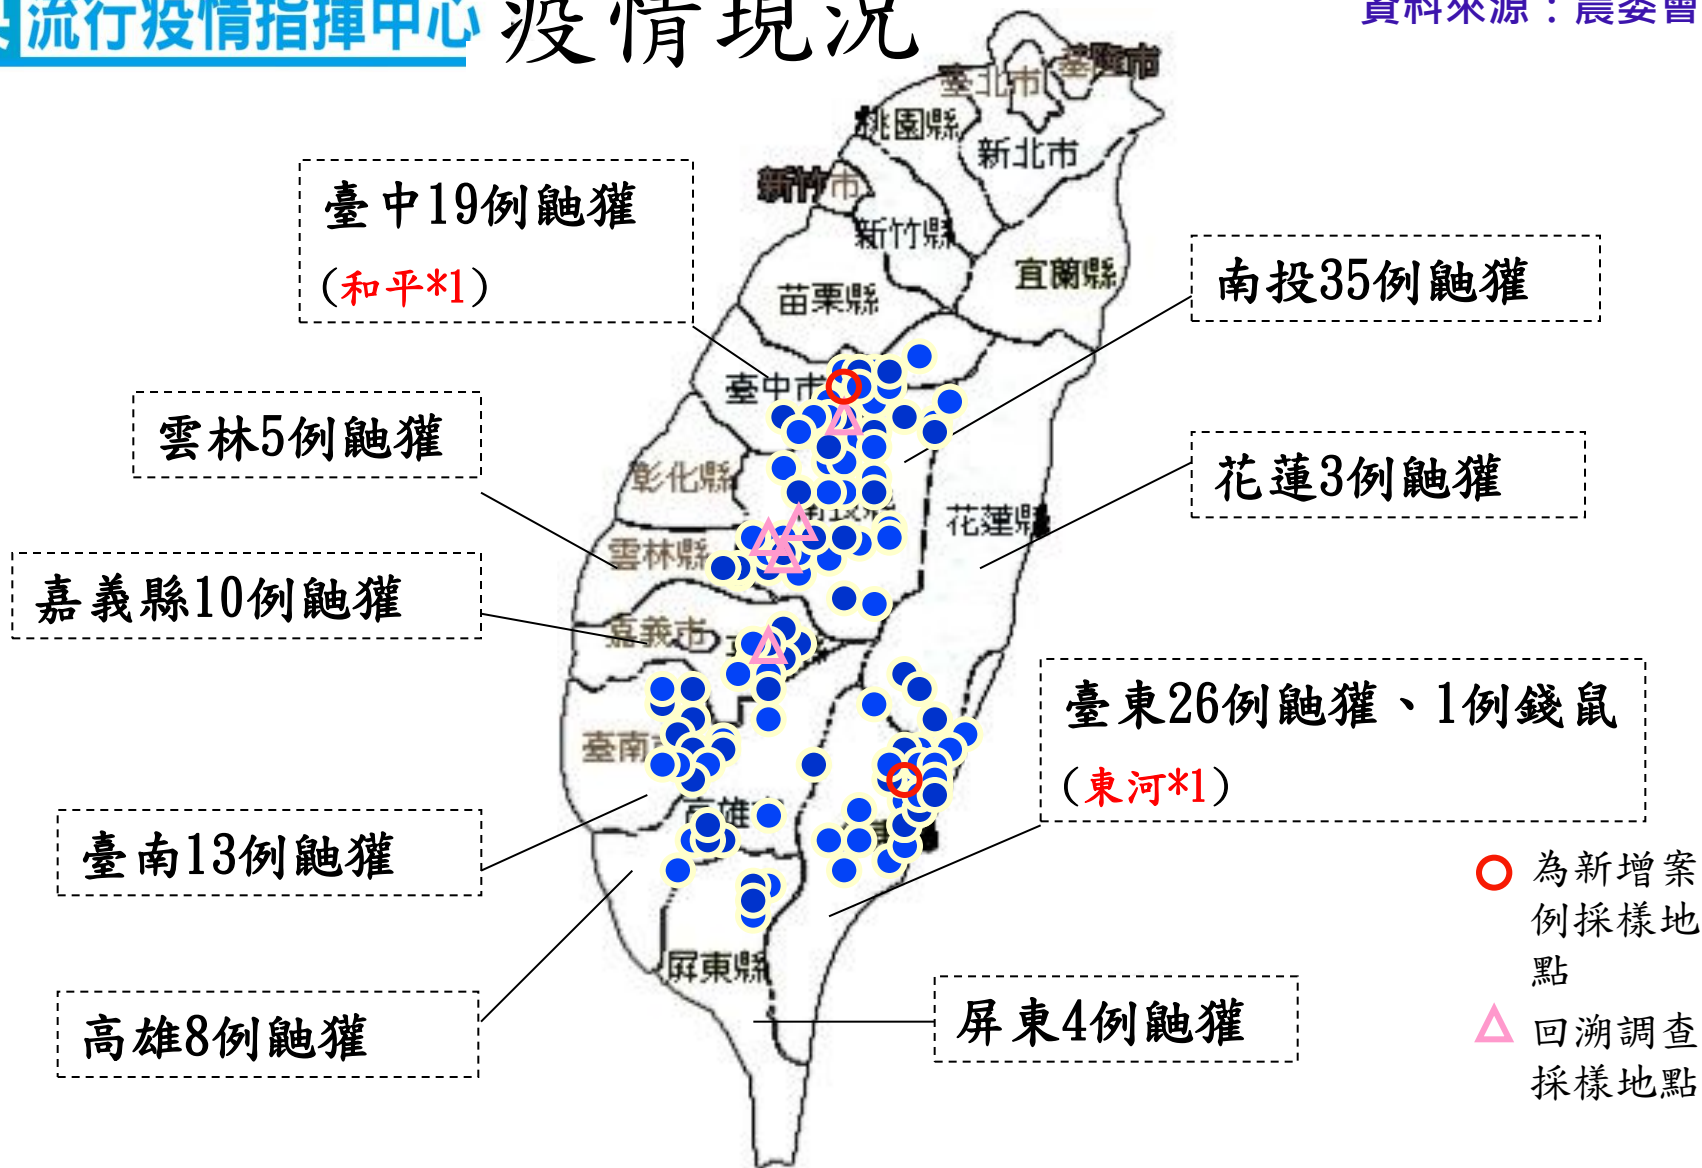 流行疫情指揮中心
疫情現況
資料來源：農委會
臺北市
基隆市
桃園縣
新北市
新竹市
新竹縣
宜蘭縣
苗栗縣
臺中市
彰化縣
花蓮縣
雲林縣
嘉義市
臺南
高雄
屏東縣
臺中19例鼬獾
(和平*1)
南投35例鼬獾
雲林5例鼬獾
花蓮3例鼬獾
嘉義縣10例鼬獾
臺東26例鼬獾、1例錢鼠
(東河*1)
臺南13例鼬獾
高雄8例鼬獾
屏東4例鼬獾
為新增案
例採樣地
點
回溯調查
採樣地點